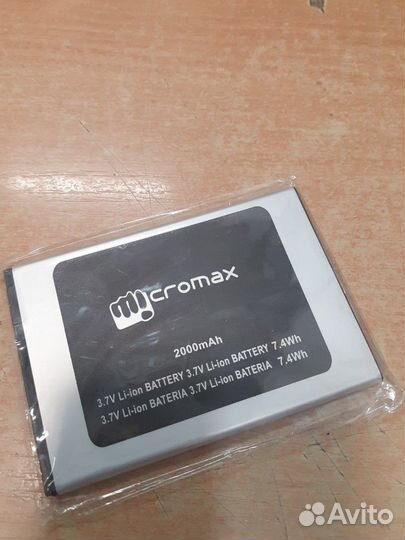 micromax
2000mAh
3.7V Li-ion BATTERY 3.7V Li-ion BATTERY 7.4Wh
3.7V Li-ion BATERIA 3.7V Li-ion BATERIA 7.4Wh
Avito